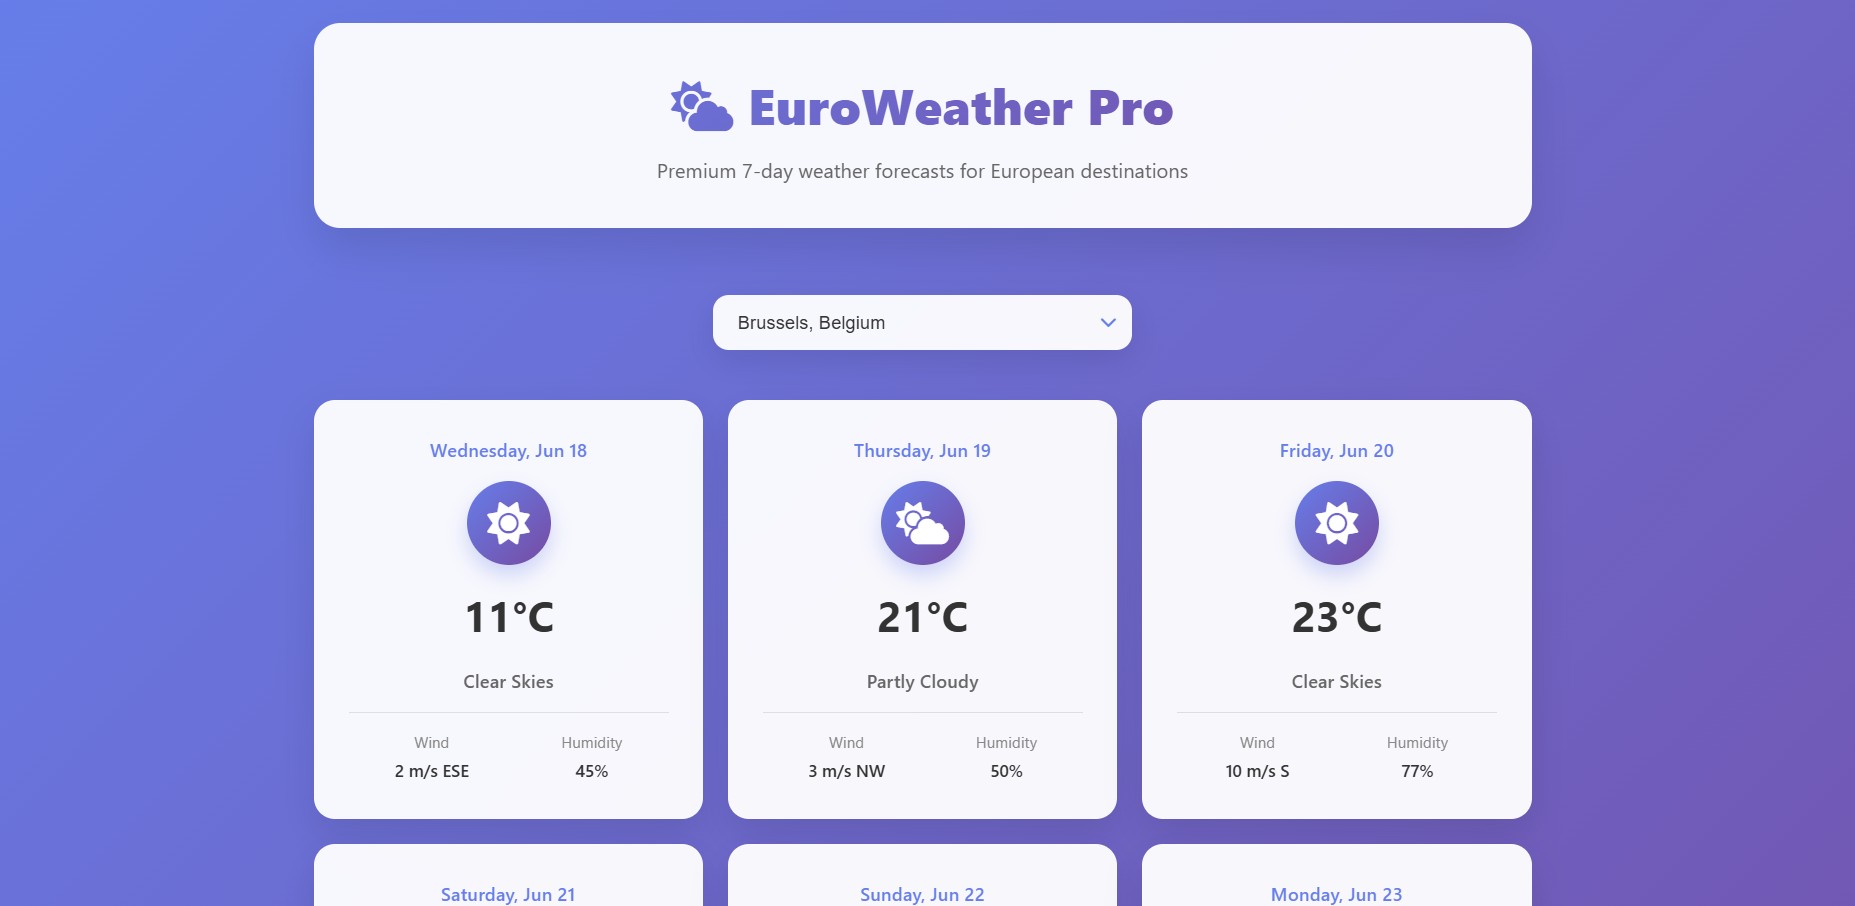 EuroWeather Pro
Premium 7-day weather forecasts for European destinations
Brussels, Belgium
Wednesday, Jun 18
11°C
Clear Skies
Wind
2 m/s ESE
Humidity
45%
Thursday, Jun 19
21°C
Partly Cloudy
Wind
3 m/s NW
Humidity
50%
Friday, Jun 20
23°C
Clear Skies
Wind
10 m/s S
Humidity
77%
Saturday, Jun 21
Sunday, Jun 22
Monday, Jun 23